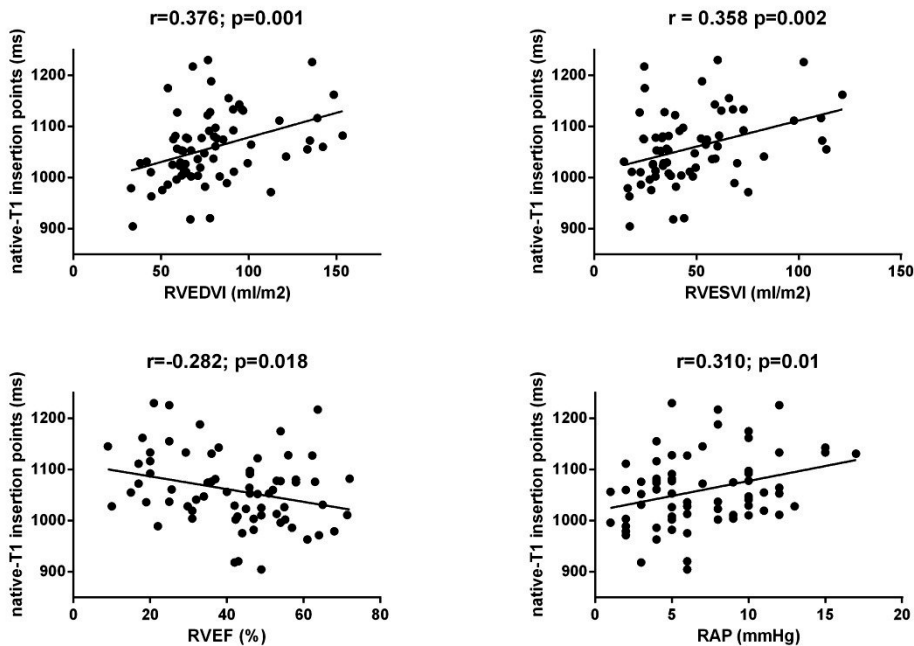 r=0.376; p=0.001
native-T1 insertion points (ms)
1200
1100
1000
900
0
50
100
150
RVEDVI (ml/m2)
r = 0.358 p=0.002
native-T1 insertion points (ms)
1200
1100
1000
900
0
50
100
150
RVESVI (ml/m2)
r=-0.282; p=0.018
native-T1 insertion points (ms)
1200
1100
1000
900
0
20
40
60
80
RVEF (%)
r=0.310; p=0.01
native-T1 insertion points (ms)
1200
1100
1000
900
0
5
10
15
20
RAP (mmHg)